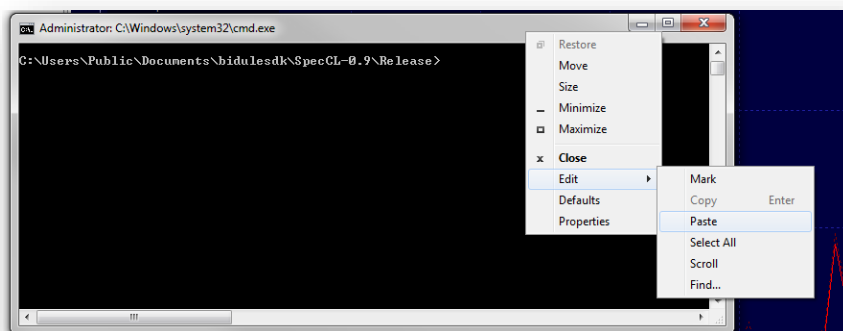 Administrator: C:\Windows\system32\cmd.exe
C:\Users\Public\Documents\bidulesdk\SpecCL-0.9\Release>
Restore
Move
Size
Minimize
Maximize
Close
Edit
Defaults
Properties
Mark
Copy Enter
Paste
Select All
Scroll
Find...